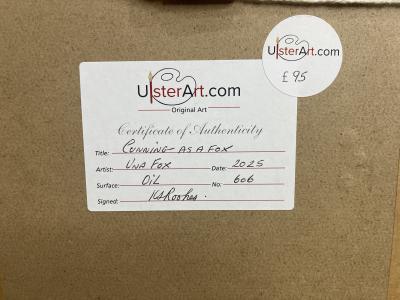 UlsterArt.com
£95
UlsterArt.com
Original Art
Certificate of Authenticity
Title: CUNNING AS A FOX
Artist: UNA FOX Date: 2025
Surface: OIL No: 606
Signed: